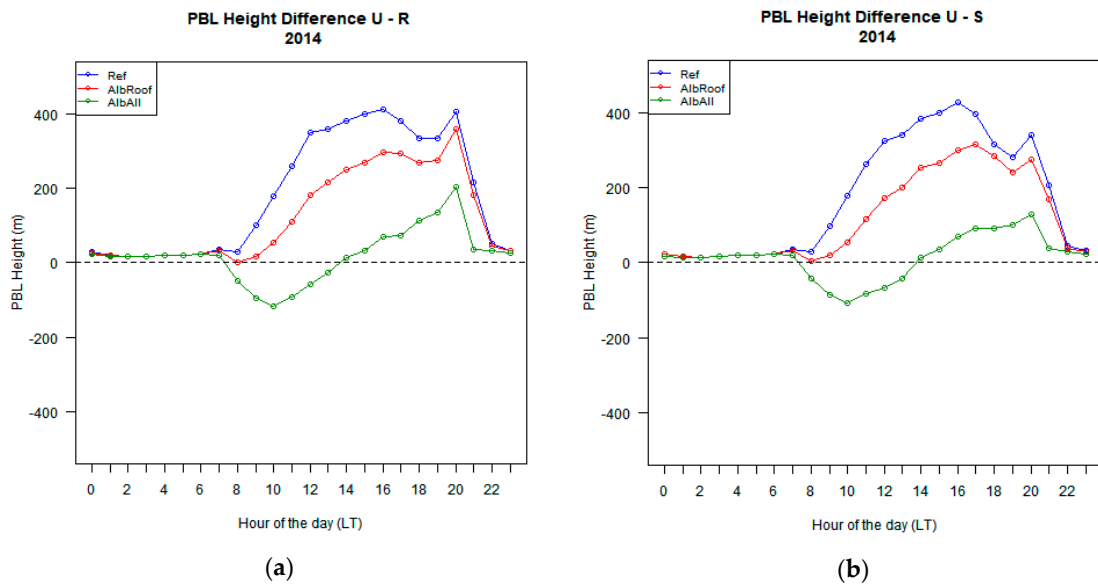 PBL Height Difference U - R
2014
Ref
AlbRoof
AlbAll
400
200
0
-200
-400
PBL Height (m)
0 2 4 6 8 10 12 14 16 18 20 22
Hour of the day (LT)
(a)
PBL Height Difference U - S
2014
Ref
AlbRoof
AlbAll
400
200
0
-200
-400
PBL Height (m)
0 2 4 6 8 10 12 14 16 18 20 22
Hour of the day (LT)
(b)